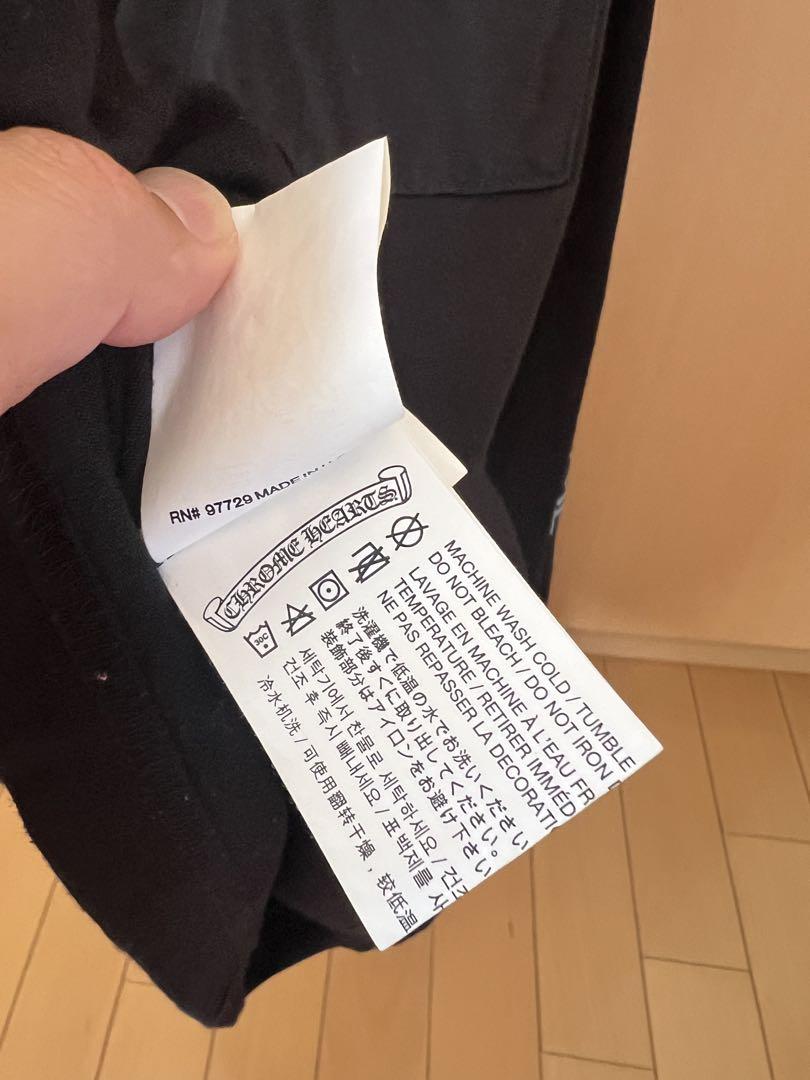 RN# 97729 MADE IN
CHROME HEARTS
30C
MACHINE WASH COLD / TUMBLE
DO NOT BLEACH / DO NOT IRON
LAVAGE EN MACHINE À L'EAU FR
TEMPÉRATURE / RETIRER IMMÉD
NE PAS REPASSER LA DECORATI
洗濯機で低温の水でお洗いください
終了後すぐに取り出してください。
装飾部分はアイロンをお避け下さい
세탁기에서 찬물로 세탁하세요 / 건조
건조 후 즉시 빼내세요 / 표백제를 사
冷水机洗 / 可使用翻转干燥，较低温